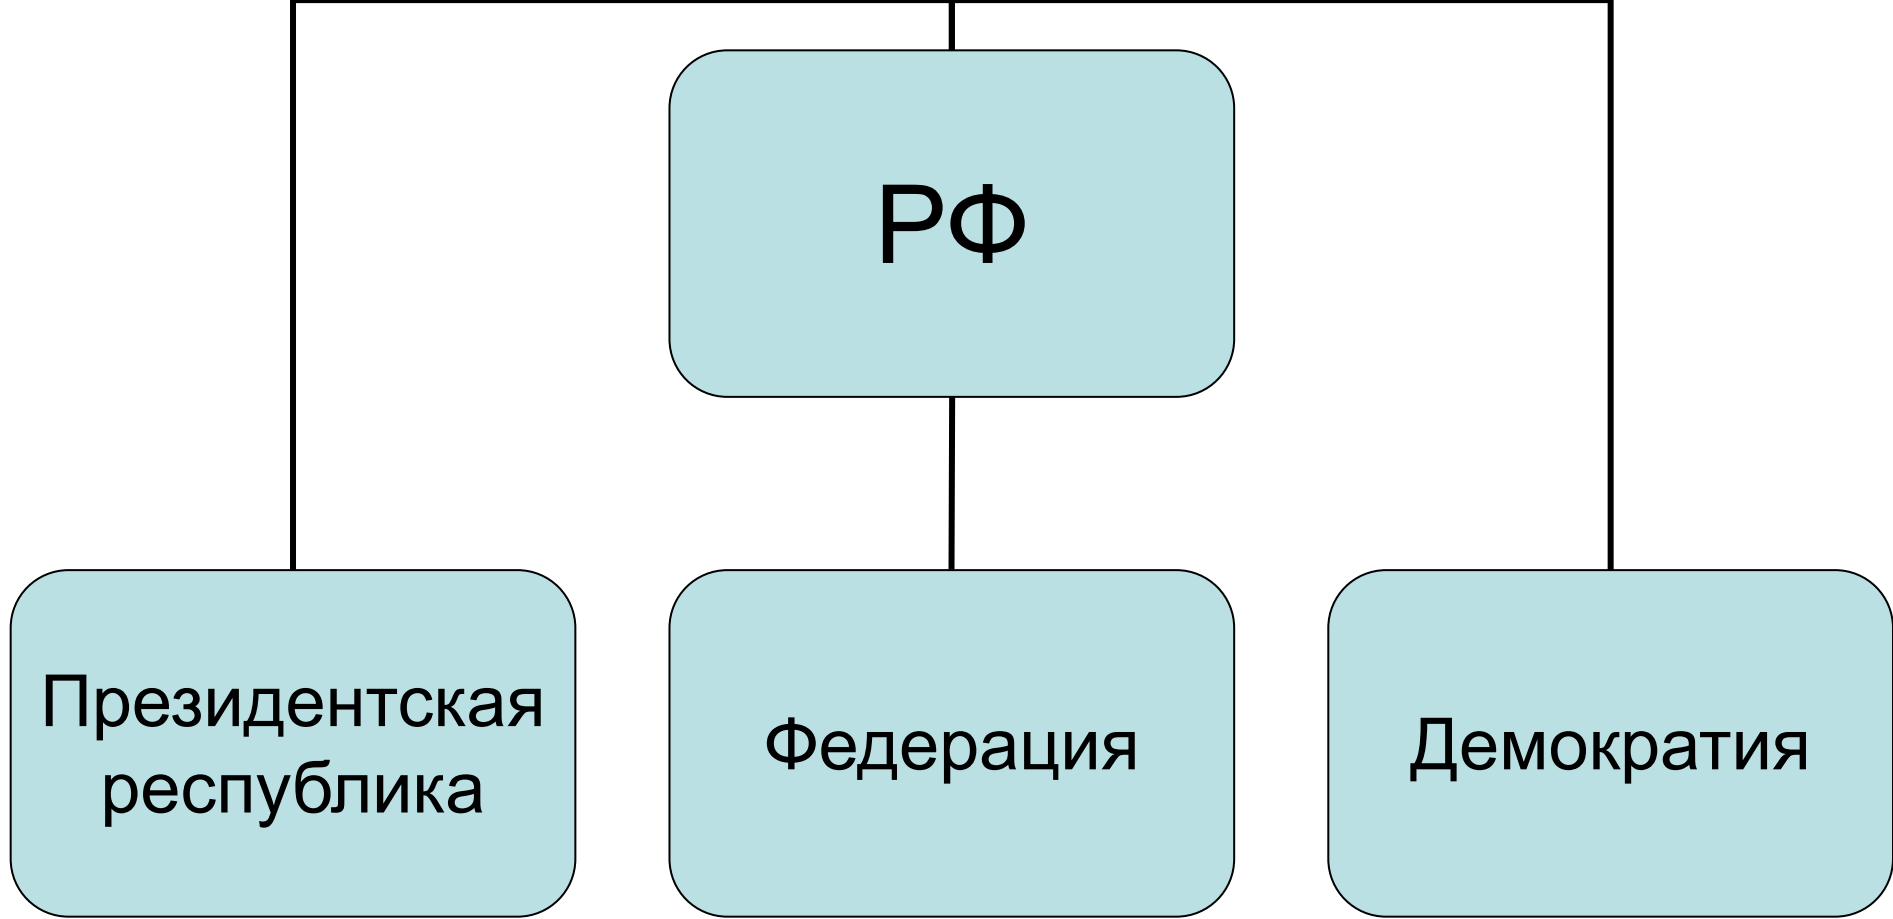 РФ
Президентская
республика
Федерация
Демократия